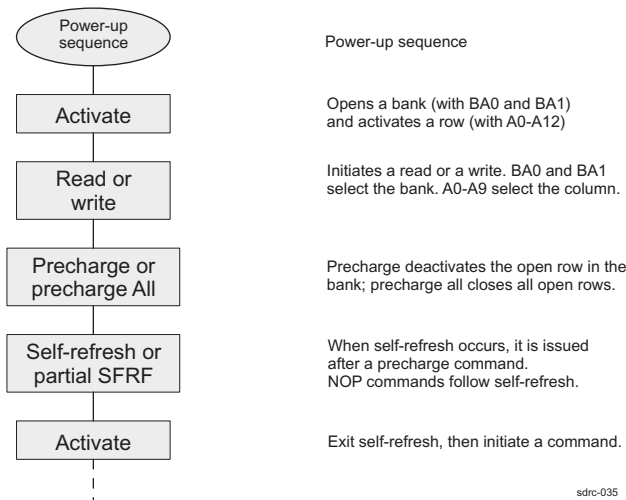 Power-up
sequence
Power-up sequence
Activate
Opens a bank (with BA0 and BA1)
and activates a row (with A0-A12)
Read or
write
Initiates a read or a write. BA0 and BA1
select the bank. A0-A9 select the column.
Precharge or
precharge All
Precharge deactivates the open row in the
bank; precharge all closes all open rows.
Self-refresh or
partial SFRF
When self-refresh occurs, it is issued
after a precharge command.
NOP commands follow self-refresh.
Activate
Exit self-refresh, then initiate a command.
sdrc-035